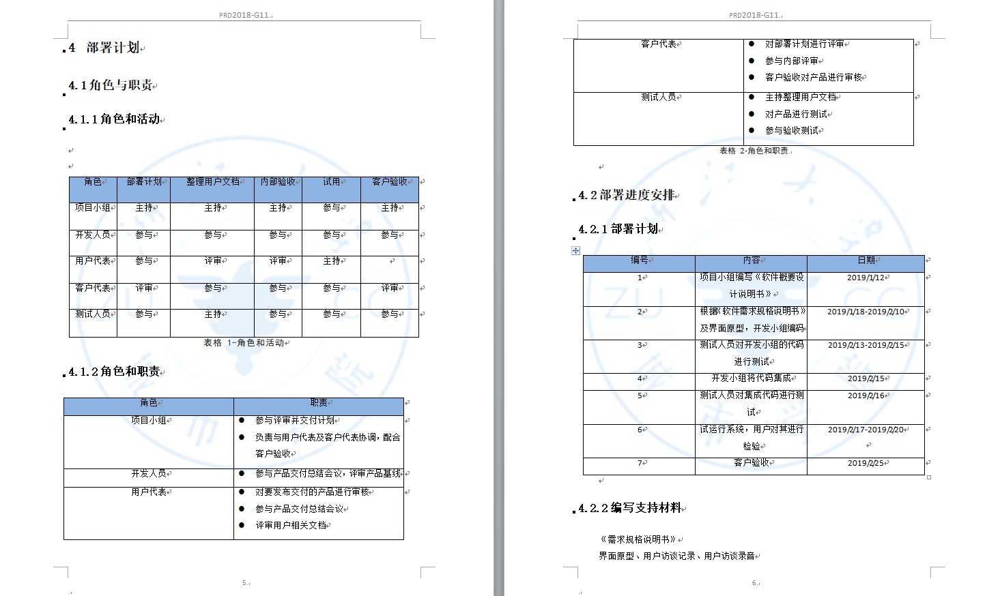 PRD2018-G11.
4 部署计划
4.1 角色与职责
4.1.1 角色和活动
角色 部署计划 整理用户文档 内部验收 试用 客户验收
项目小组 主持 主持 主持 参与 主持
开发人员 参与 参与 参与 参与 参与
用户代表 参与 评审 评审 主持
客户代表 评审 参与 参与 参与 评审
测试人员 参与 主持 参与 参与 参与
表格 1-角色和活动
4.1.2 角色和职责
角色 职责
项目小组 ● 参与评审并交付计划
● 负责与用户代表及客户代表协调，配合
客户验收
开发人员 ● 参与产品交付总结会议，评审产品基线
用户代表 ● 对要发布交付的产品进行审核
● 参与产品交付总结会议
● 评审用户相关文档
5.
PRD2018-G11.
客户代表 ● 对部署计划进行评审
● 参与内部评审
● 客户验收对产品进行审核
测试人员 ● 主持整理用户文档
● 对产品进行测试
● 参与验收测试
表格 2-角色和职责.
4.2 部署进度安排
4.2.1 部署计划
编号 内容 日期
1 项目小组编写《软件概要设 2019/1/12
计说明书》
2 根据《软件需求规格说明书》 2019/1/18-2019/2/10
及界面原型，开发小组编码
3 测试人员对开发小组的代码 2019/2/13-2019/2/15
进行测试
4 开发小组将代码集成 2019/2/15
5 测试人员对集成代码进行测 2019/2/16
试
6 试运行系统，用户对其进行 2019/2/17-2019/2/20
检验
7 客户验收 2019/2/25
4.2.2 编写支持材料
《需求规格说明书》
界面原型、用户访谈记录、用户访谈录音
6.
ZU CC
ZU CC